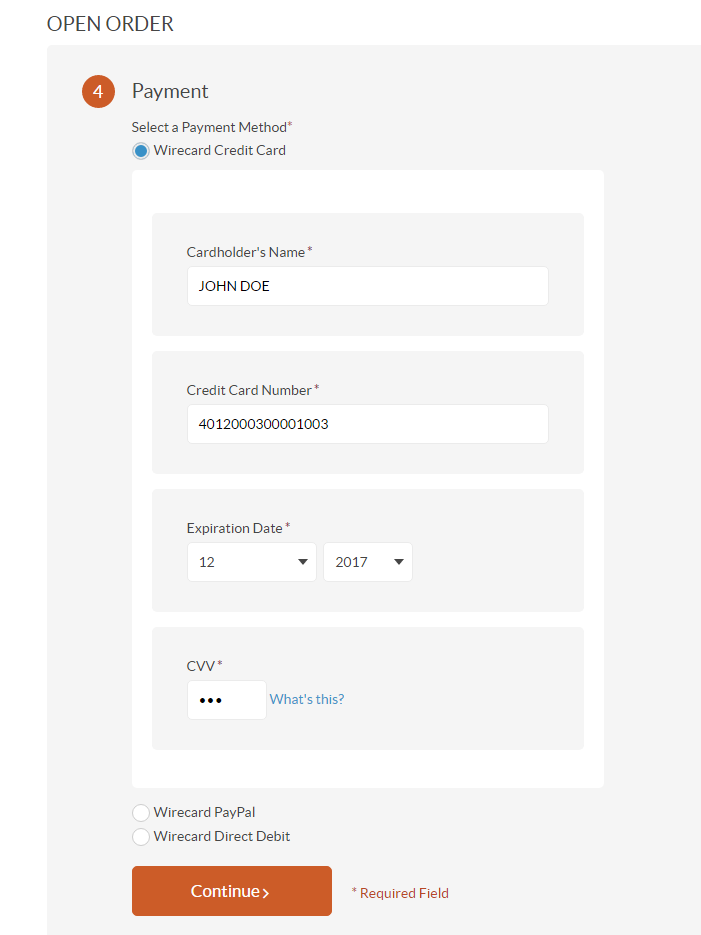 OPEN ORDER
4 Payment
Select a Payment Method*
Wirecard Credit Card
Cardholder's Name*
JOHN DOE
Credit Card Number*
4012000300001003
Expiration Date*
12 2017
CVV*
••• What's this?
Wirecard PayPal
Wirecard Direct Debit
Continue › * Required Field